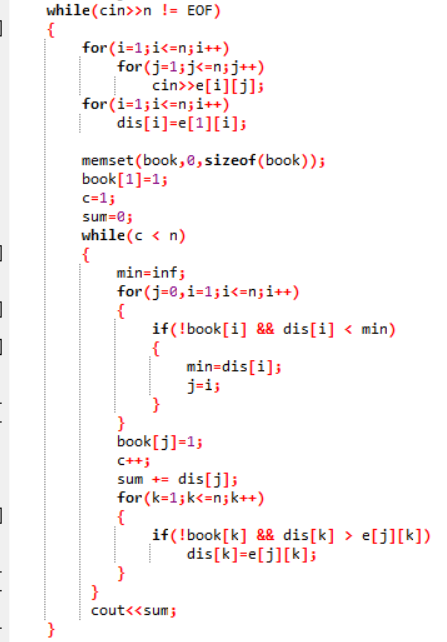 while(cin>>n != EOF)
{
for(i=1;i<=n;i++)
for(j=1;j<=n;j++)
cin>>e[i][j];
for(i=1;i<=n;i++)
dis[i]=e[1][i];
memset(book,0,sizeof(book));
book[1]=1;
c=1;
sum=0;
while(c < n)
{
min=inf;
for(j=0,i=1;i<=n;i++)
{
if(!book[i] && dis[i] < min)
{
min=dis[i];
j=i;
}
}
book[j]=1;
c++;
sum += dis[j];
for(k=1;k<=n;k++)
{
if(!book[k] && dis[k] > e[j][k])
dis[k]=e[j][k];
}
}
cout<<sum;
}